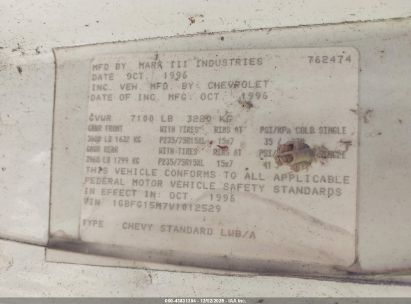 MFD BY MARK III INDUSTRIES 762474
DATE OCT. 1996
INC. VEH. MFD. BY: CHEVROLET
DATE OF INC. MFG. OCT. 1996
GVWR 7100 LB 3220 KG
GAWR FRONT WITH TIRES RIMS AT PSI/KPa COLD SINGLE
3600 LB 1632 KG P235/75R15XL 15x7 35
GAWR REAR WITH TIRES RIMS AT
3960 LB 1799 KG P235/75R15XL 15x7 41
THIS VEHICLE CONFORMS TO ALL APPLICABLE
FEDERAL MOTOR VEHICLE SAFETY STANDARDS
IN EFFECT IN: OCT. 1996
VIN 1GBFG15M7V1012529
TYPE CHEVY STANDARD LWB/A